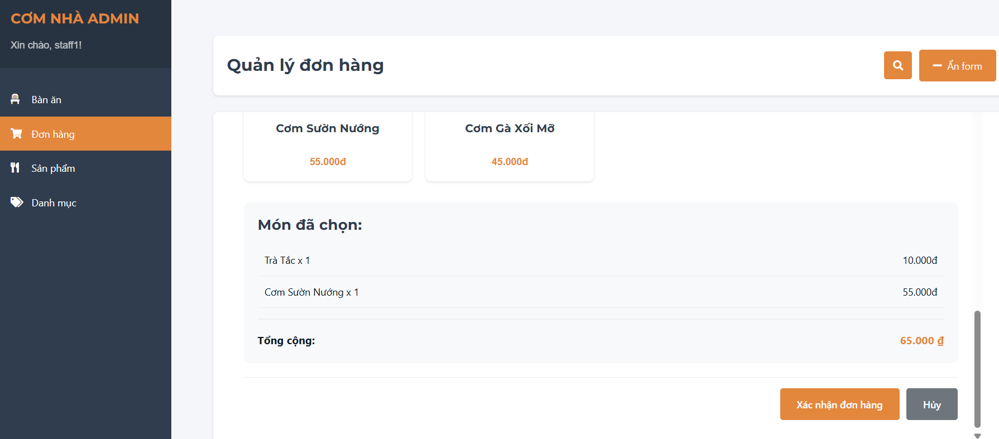 CƠM NHÀ ADMIN
Xin chào, staff1!
Bàn ăn
Đơn hàng
Sản phẩm
Danh mục
Quản lý đơn hàng
Ẩn form
Cơm Sườn Nướng
55.000đ
Cơm Gà Xối Mỡ
45.000đ
Món đã chọn:
Trà Tắc x 1 10.000đ
Cơm Sườn Nướng x 1 55.000đ
Tổng cộng: 65.000 ₫
Xác nhận đơn hàng
Hủy